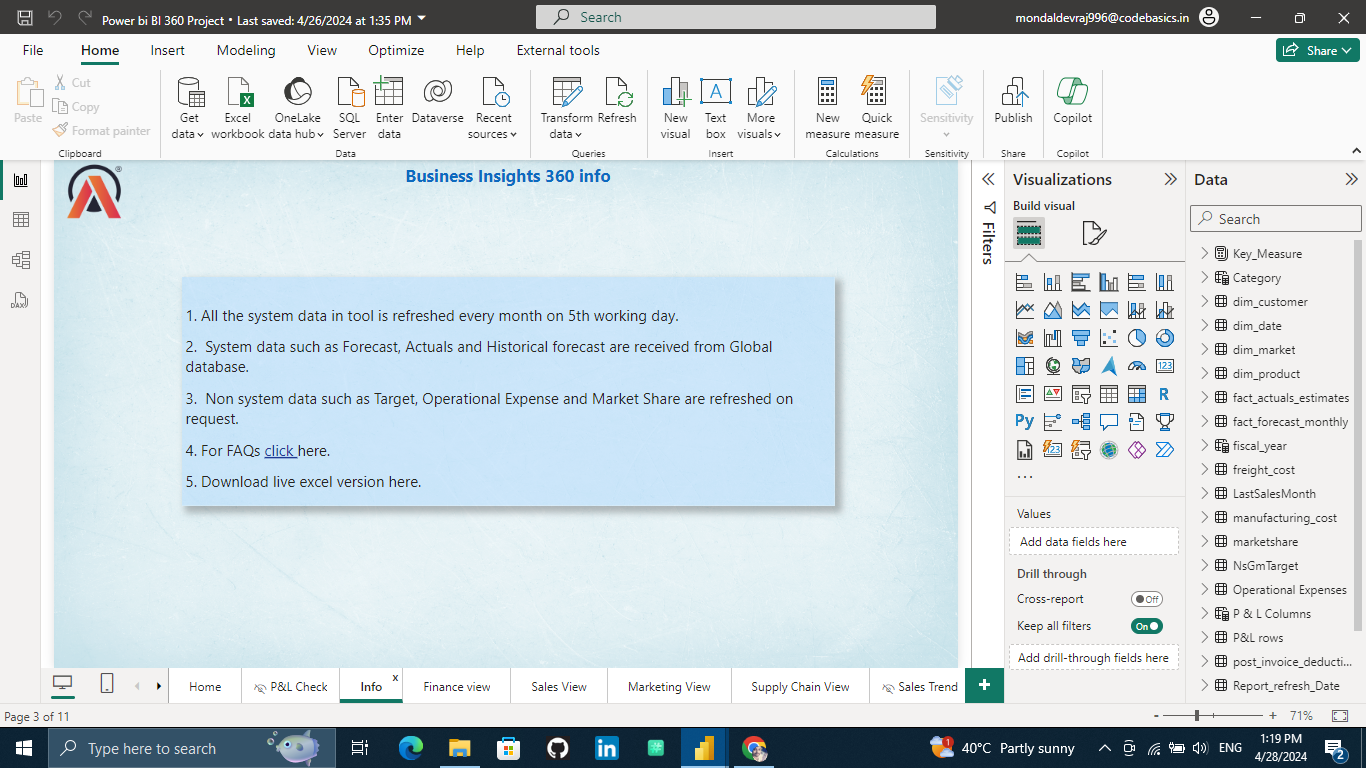 Power bi BI 360 Project • Last saved: 4/26/2024 at 1:35 PM
Search
mondaldevraj996@codebasics.in
File Home Insert Modeling View Optimize Help External tools
Share
Paste
Cut
Copy
Format painter
Get data
Excel workbook
OneLake data hub
SQL Server
Enter data
Dataverse
Recent sources
Transform data
Refresh
New visual
Text box
More visuals
New measure
Quick measure
Sensitivity
Publish
Copilot
Clipboard Data Queries Insert Calculations Sensitivity Share Copilot
Business Insights 360 info
1. All the system data in tool is refreshed every month on 5th working day.
2. System data such as Forecast, Actuals and Historical forecast are received from Global
database.
3. Non system data such as Target, Operational Expense and Market Share are refreshed on
request.
4. For FAQs click here.
5. Download live excel version here.
Filters
Visualizations
Build visual
123
R
Py
123
Values
Add data fields here
Drill through
Cross-report Off
Keep all filters On
Add drill-through fields here
Data
Search
Key_Measure
Category
dim_customer
dim_date
dim_market
dim_product
fact_actuals_estimates
fact_forecast_monthly
fiscal_year
freight_cost
LastSalesMonth
manufacturing_cost
marketshare
NsGmTarget
Operational Expenses
P & L Columns
P&L rows
post_invoice_deducti...
Report_refresh_Date
Home P&L Check Info x Finance view Sales View Marketing View Supply Chain View Sales Trend +
Page 3 of 11
- + 71%
Type here to search
1
40°C Partly sunny
ENG
1:19 PM
4/28/2024
2